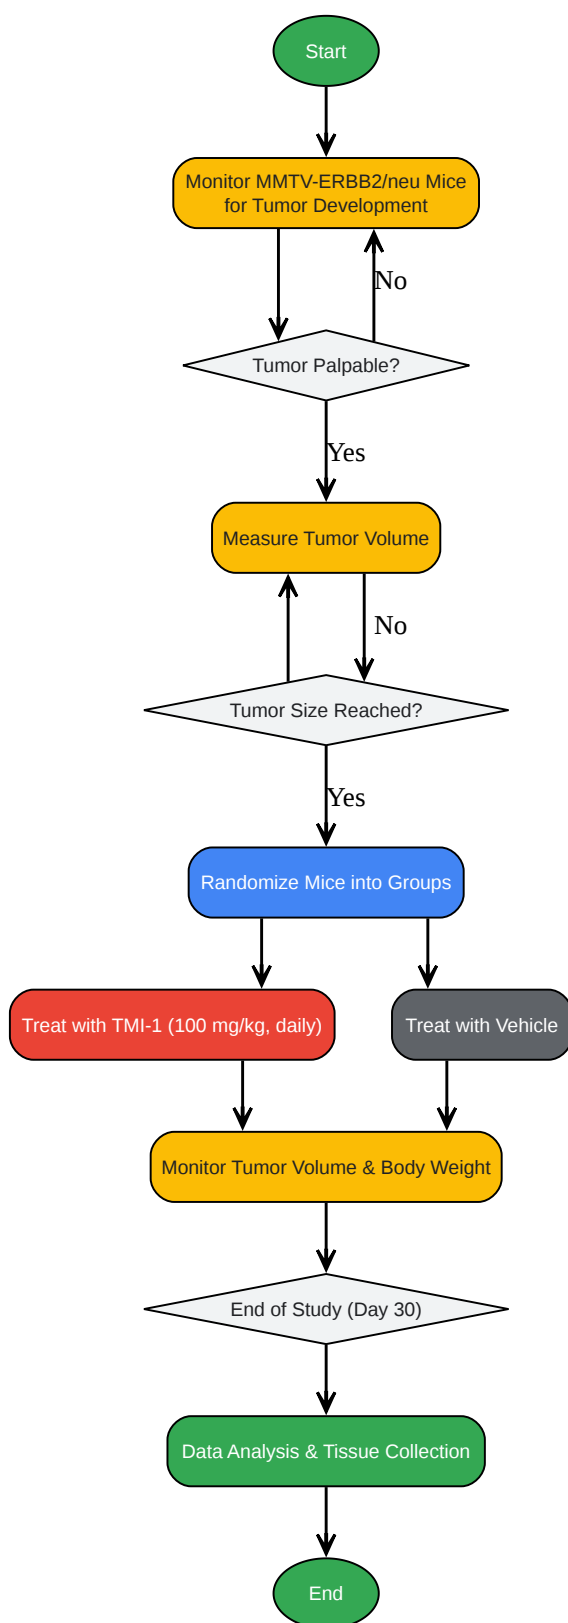 Start
Monitor MMTV-ERBB2/neu Mice
for Tumor Development
No
Tumor Palpable?
Yes
Measure Tumor Volume
No
Tumor Size Reached?
Yes
Randomize Mice into Groups
Treat with TMI-1 (100 mg/kg, daily)
Treat with Vehicle
Monitor Tumor Volume & Body Weight
End of Study (Day 30)
Data Analysis & Tissue Collection
End